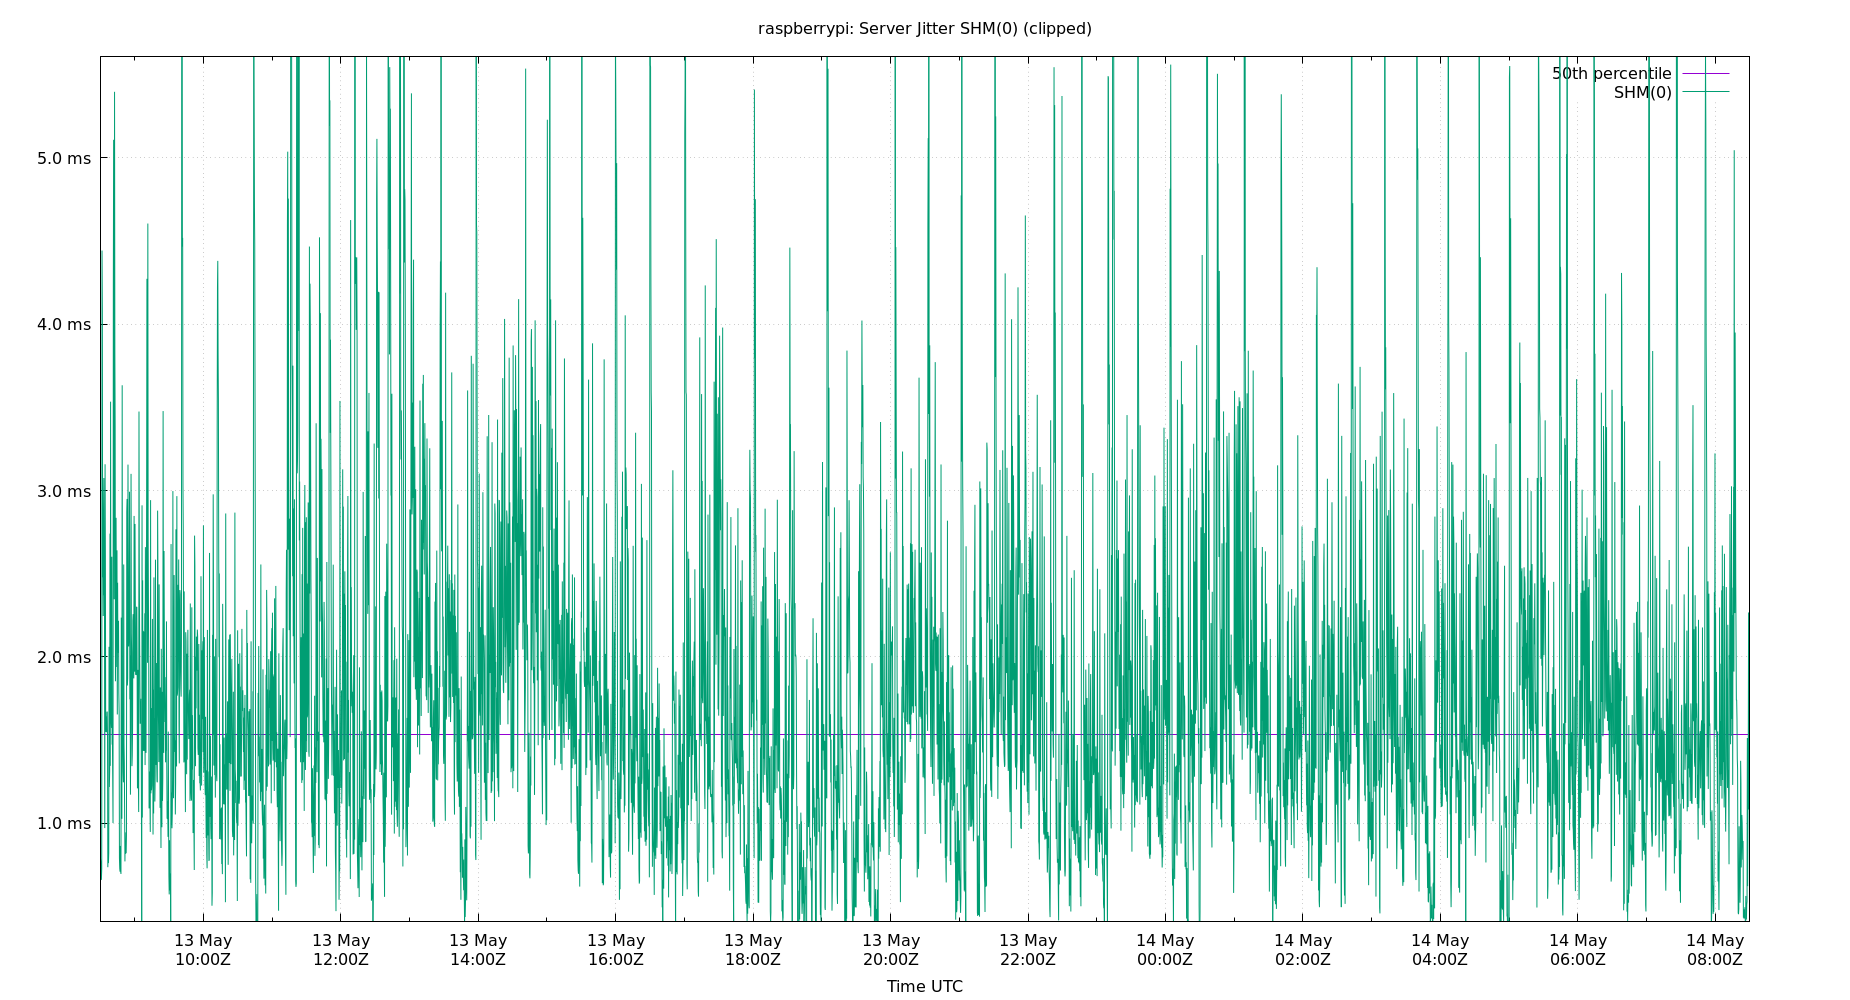 raspberrypi: Server Jitter SHM(0) (clipped)
50th percentile
SHM(0)
5.0 ms
4.0 ms
3.0 ms
2.0 ms
1.0 ms
13 May 13 May 13 May 13 May 13 May 13 May 13 May 14 May 14 May 14 May 14 May 14 May
10:00Z 12:00Z 14:00Z 16:00Z 18:00Z 20:00Z 22:00Z 00:00Z 02:00Z 04:00Z 06:00Z 08:00Z
Time UTC